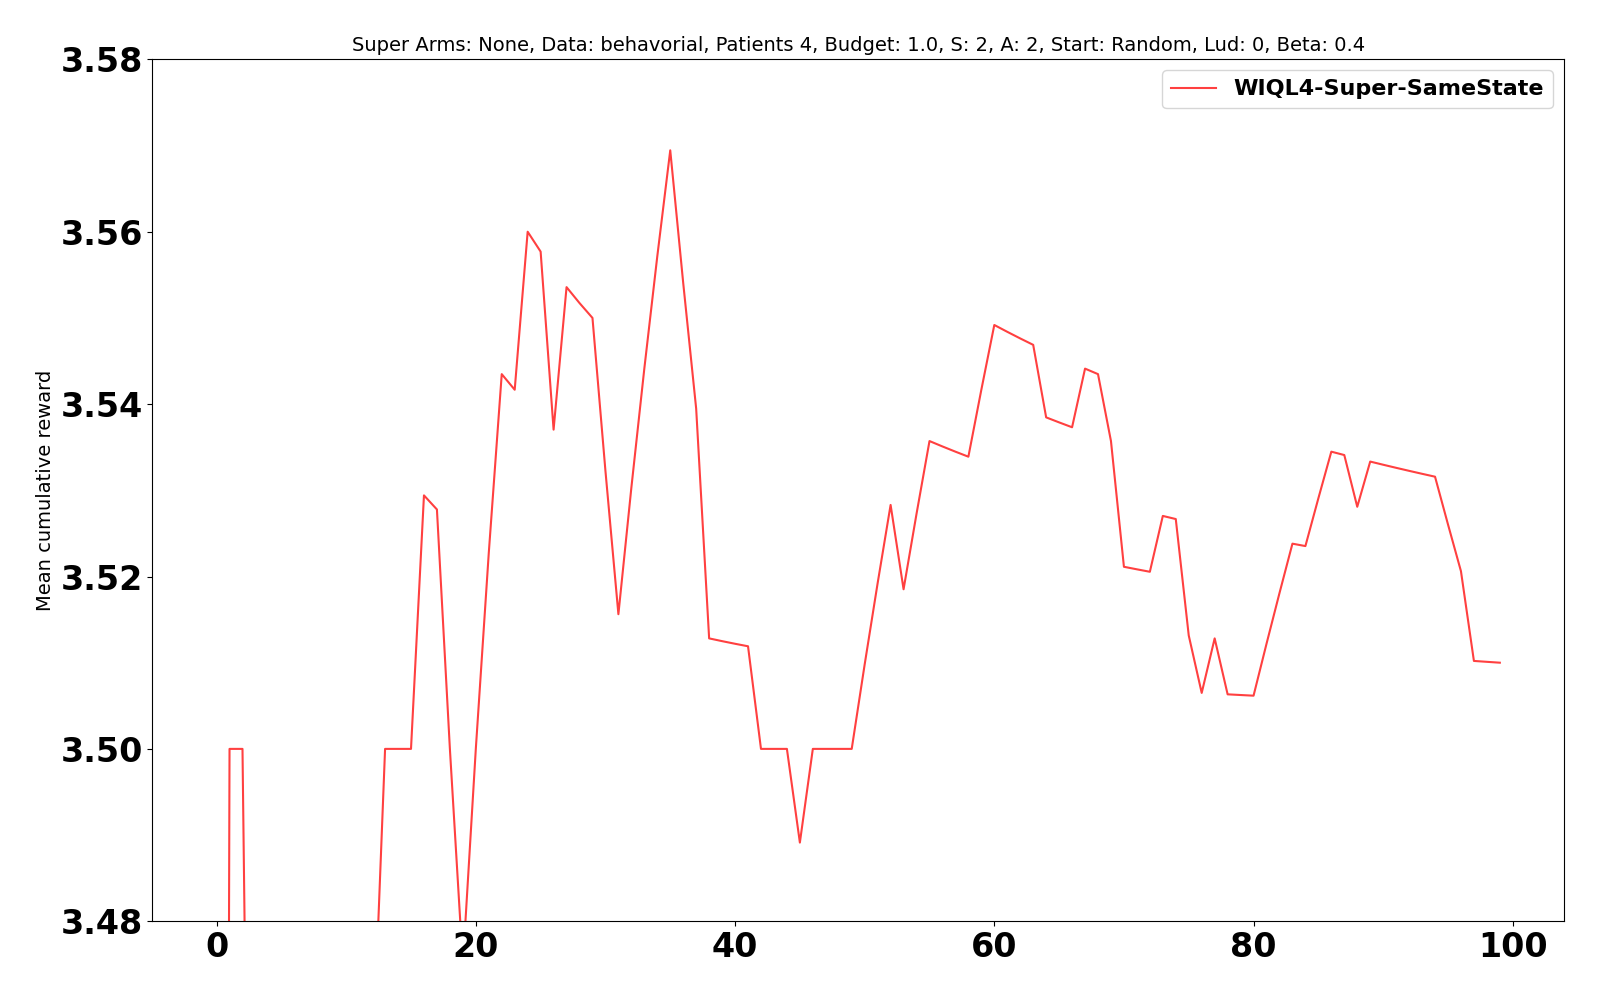 Super Arms: None, Data: behavorial, Patients 4, Budget: 1.0, S: 2, A: 2, Start: Random, Lud: 0, Beta: 0.4
WIQL4-Super-SameState
Mean cumulative reward
3.58
3.56
3.54
3.52
3.50
3.48
0 20 40 60 80 100